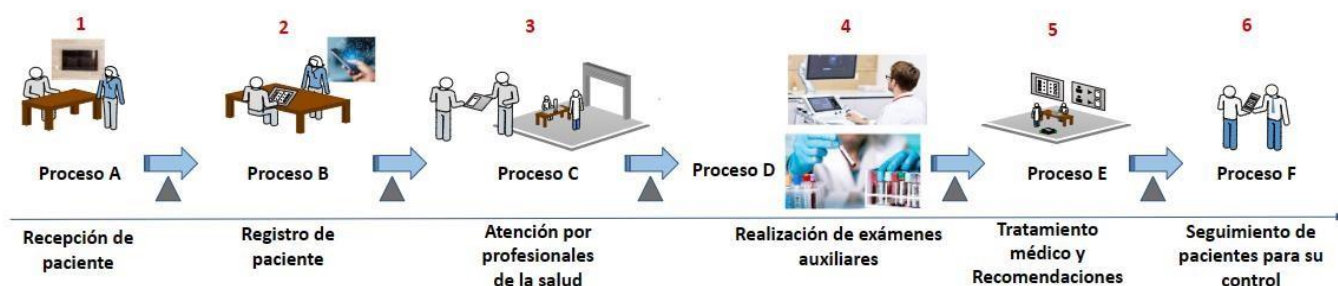 1
2
3
4
5
6
Proceso A
Proceso B
Proceso C
Proceso D
Proceso E
Proceso F
Recepción de
paciente
Registro de
paciente
Atención por
profesionales
de la salud
Realización de exámenes
auxiliares
Tratamiento
médico y
Recomendaciones
Seguimiento de
pacientes para su
control